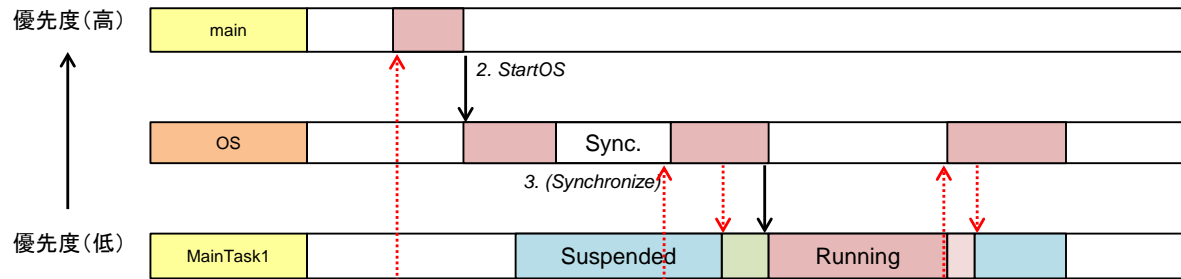 優先度(高)
main
2. StartOS
OS
Sync.
3. (Synchronize)
優先度(低)
MainTask1
Suspended
Running